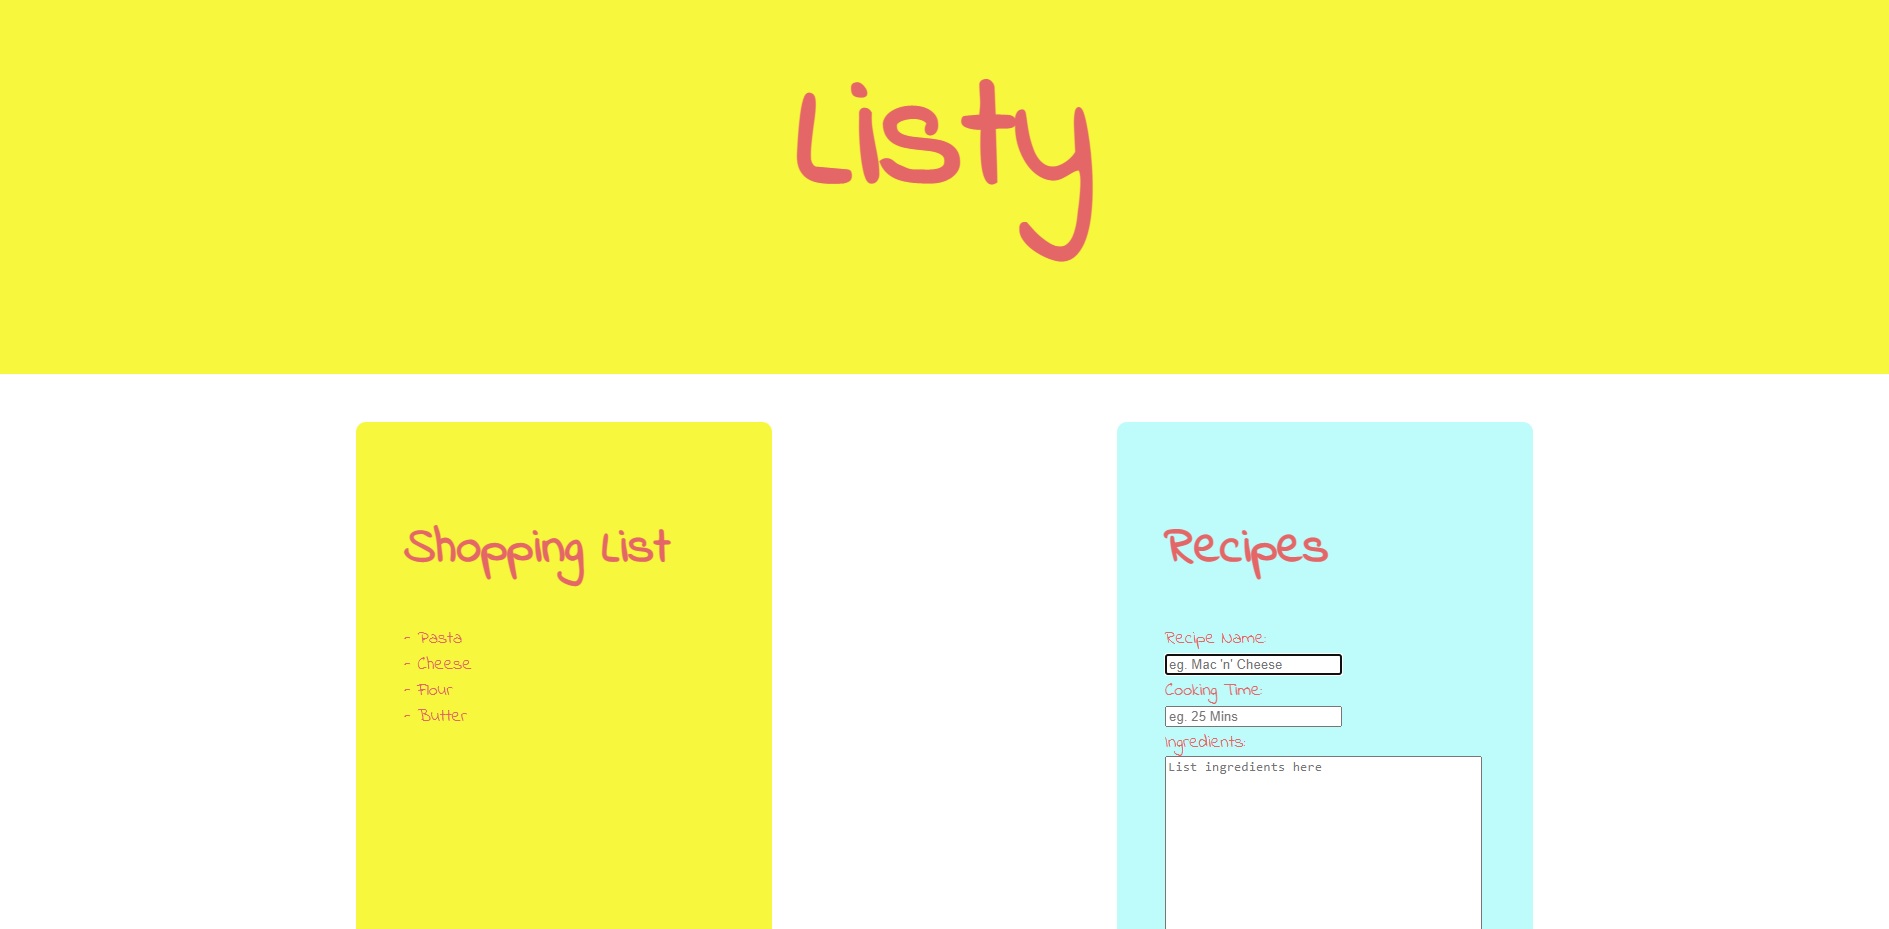 Listy
Shopping List
- Pasta
- Cheese
- Flour
- Butter
Recipes
Recipe Name:
eg. Mac 'n' Cheese
Cooking Time:
eg. 25 Mins
Ingredients:
List ingredients here